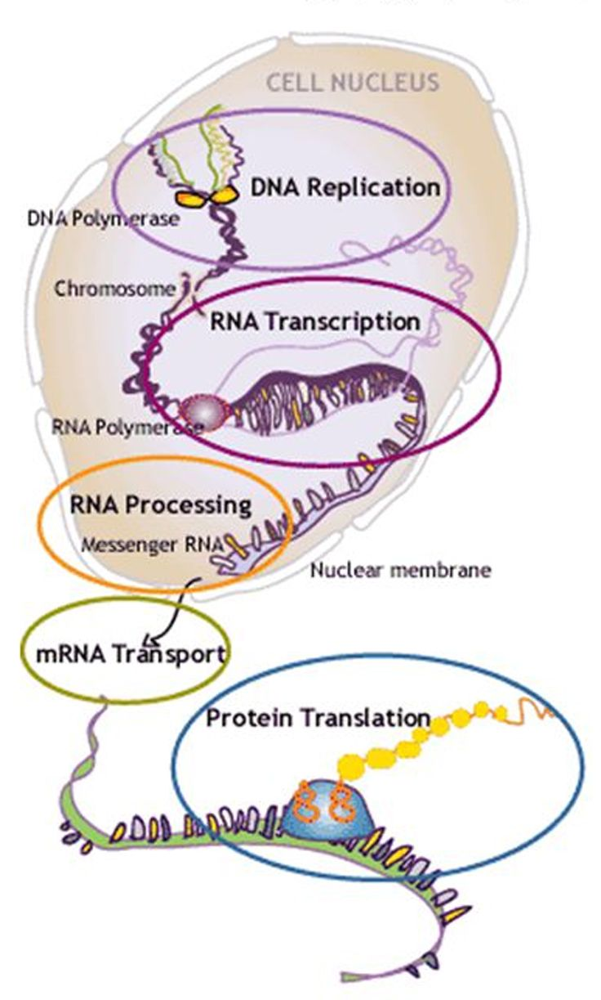 CELL NUCLEUS
DNA Replication
DNA Polymerase
Chromosome
RNA Transcription
RNA Polymerase
RNA Processing
Messenger RNA
Nuclear membrane
mRNA Transport
Protein Translation